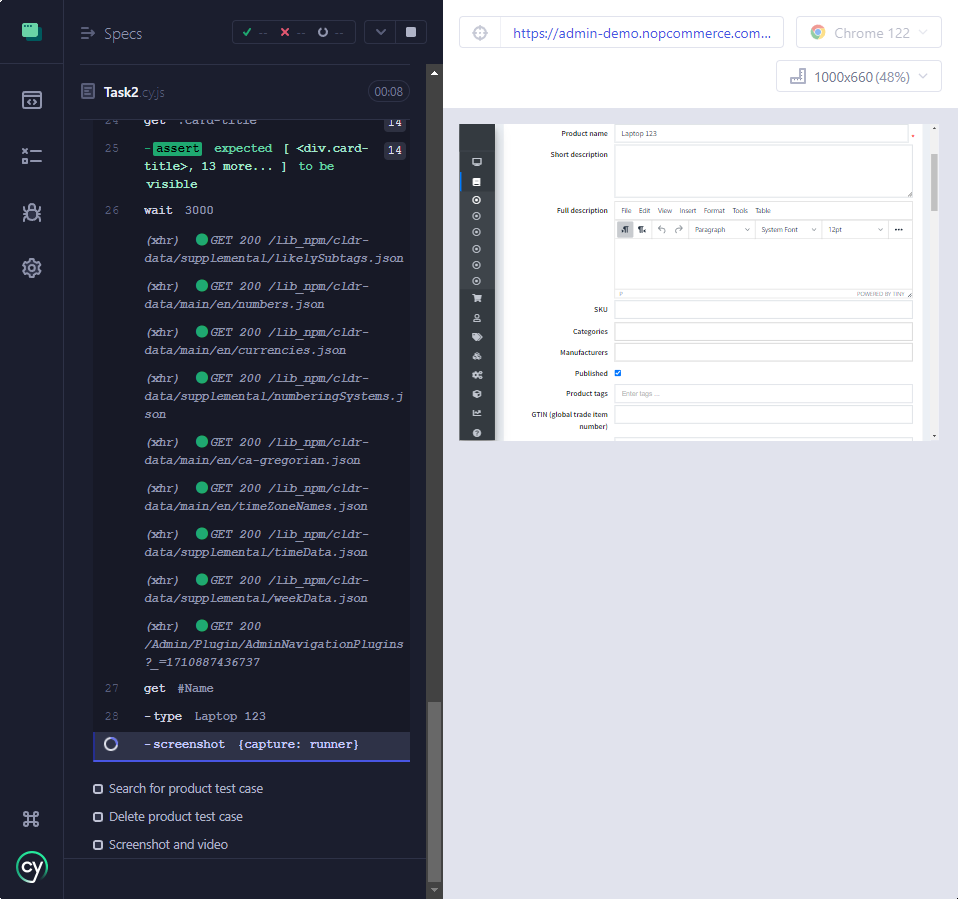 Specs
-- -- --
https://admin-demo.nopcommerce.com...
Chrome 122
1000x660 (48%)
Task2.cy.js
00:08
24 get .card-title 14
25 -assert expected [ <div.card- 14
title>, 13 more... ] to be
visible
26 wait 3000
(xhr) GET 200 /lib_npm/cldr-
data/supplemental/likelySubtags.json
(xhr) GET 200 /lib_npm/cldr-
data/main/en/numbers.json
(xhr) GET 200 /lib_npm/cldr-
data/main/en/currencies.json
(xhr) GET 200 /lib_npm/cldr-
data/supplemental/numberingSystems.j
son
(xhr) GET 200 /lib_npm/cldr-
data/main/en/ca-gregorian.json
(xhr) GET 200 /lib_npm/cldr-
data/main/en/timeZoneNames.json
(xhr) GET 200 /lib_npm/cldr-
data/supplemental/timeData.json
(xhr) GET 200 /lib_npm/cldr-
data/supplemental/weekData.json
(xhr) GET 200
/Admin/Plugin/AdminNavigationPlugins
?_=1710887436737
27 get #Name
28 -type Laptop 123
-screenshot {capture: runner}
Search for product test case
Delete product test case
Screenshot and video
cy
Product name Laptop 123 *
Short description
Full description File Edit View Insert Format Tools Table
Paragraph System Font 12pt ...
P POWERED BY TINY
SKU
Categories
Manufacturers
Published
Product tags Enter tags ...
GTIN (global trade item
number)